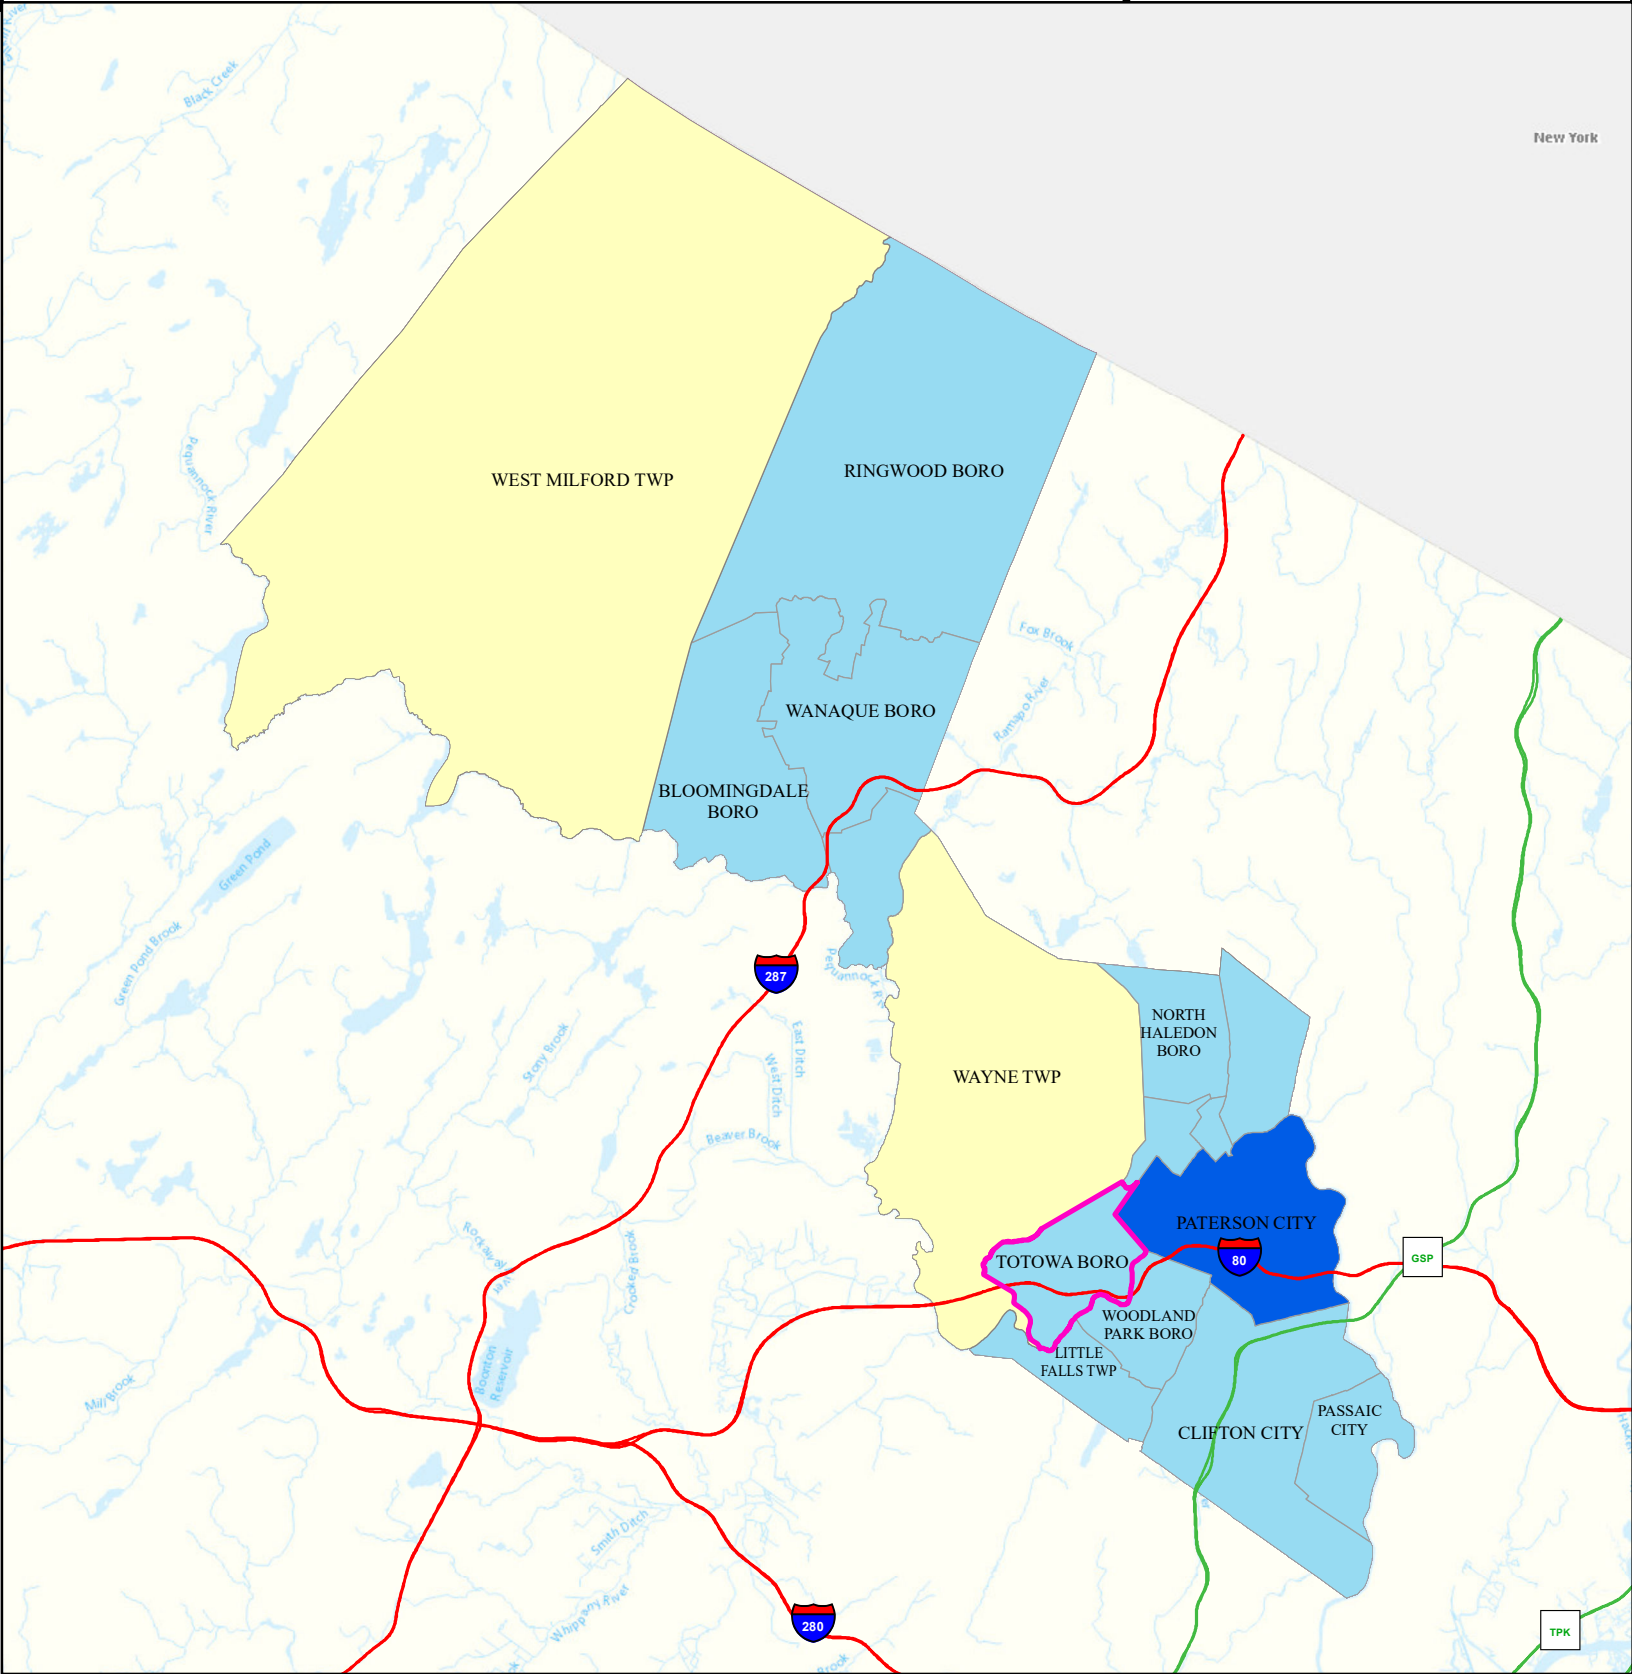 Black Creek
New York
Pequannock River
WEST MILFORD TWP
RINGWOOD BORO
Fox Brook
Ramapo River
WANAQUE BORO
BLOOMINGDALE
BORO
Green Pond
Green Pond Brook
287
Pequannock
Stony Brook
East Ditch
West Ditch
Beaver Brook
NORTH
HALEDON
BORO
WAYNE TWP
PATERSON CITY
80
GSP
TOTOWA BORO
Rockaway
Crooked Brook
WOODLAND
PARK BORO
LITTLE
FALLS TWP
Boonton
Reservoir
Mill Brook
CLIFTON CITY
PASSAIC
CITY
Smith Ditch
Whippany River
280
TPK
Brook